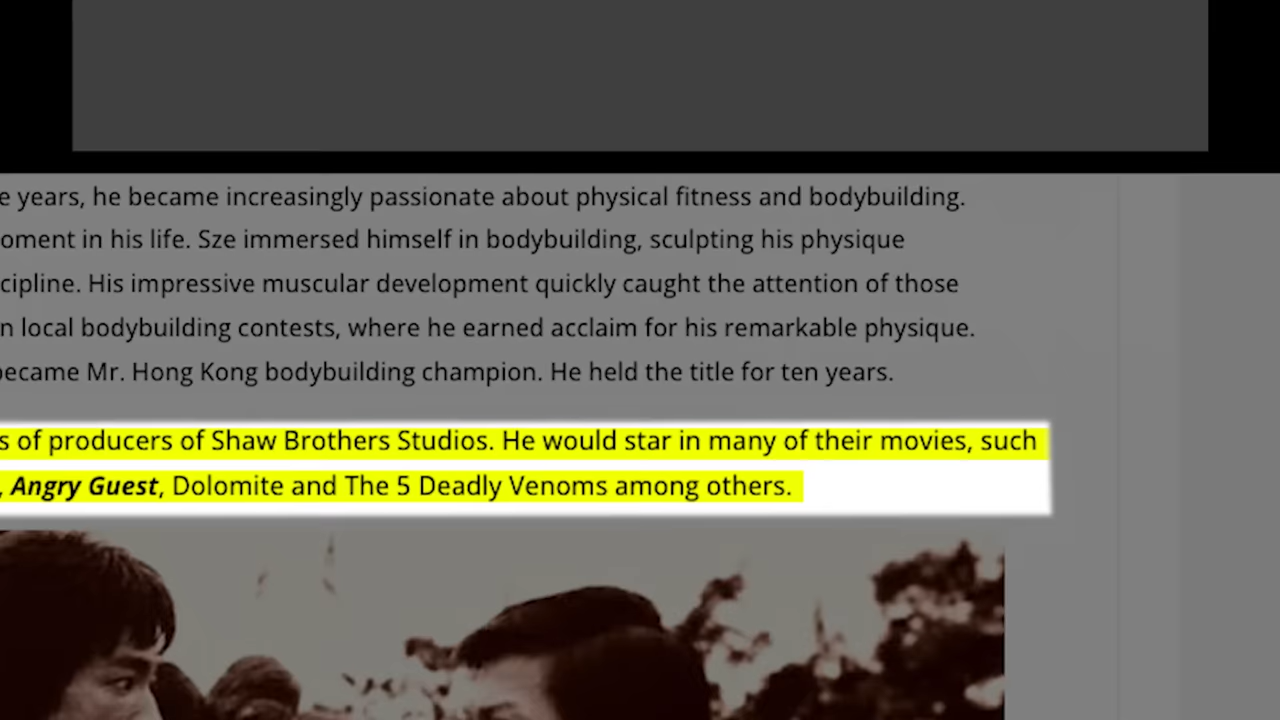 e years, he became increasingly passionate about physical fitness and bodybuilding.
oment in his life. Sze immersed himself in bodybuilding, sculpting his physique
cipline. His impressive muscular development quickly caught the attention of those
n local bodybuilding contests, where he earned acclaim for his remarkable physique.
became Mr. Hong Kong bodybuilding champion. He held the title for ten years.
s of producers of Shaw Brothers Studios. He would star in many of their movies, such
, Angry Guest, Dolomite and The 5 Deadly Venoms among others.